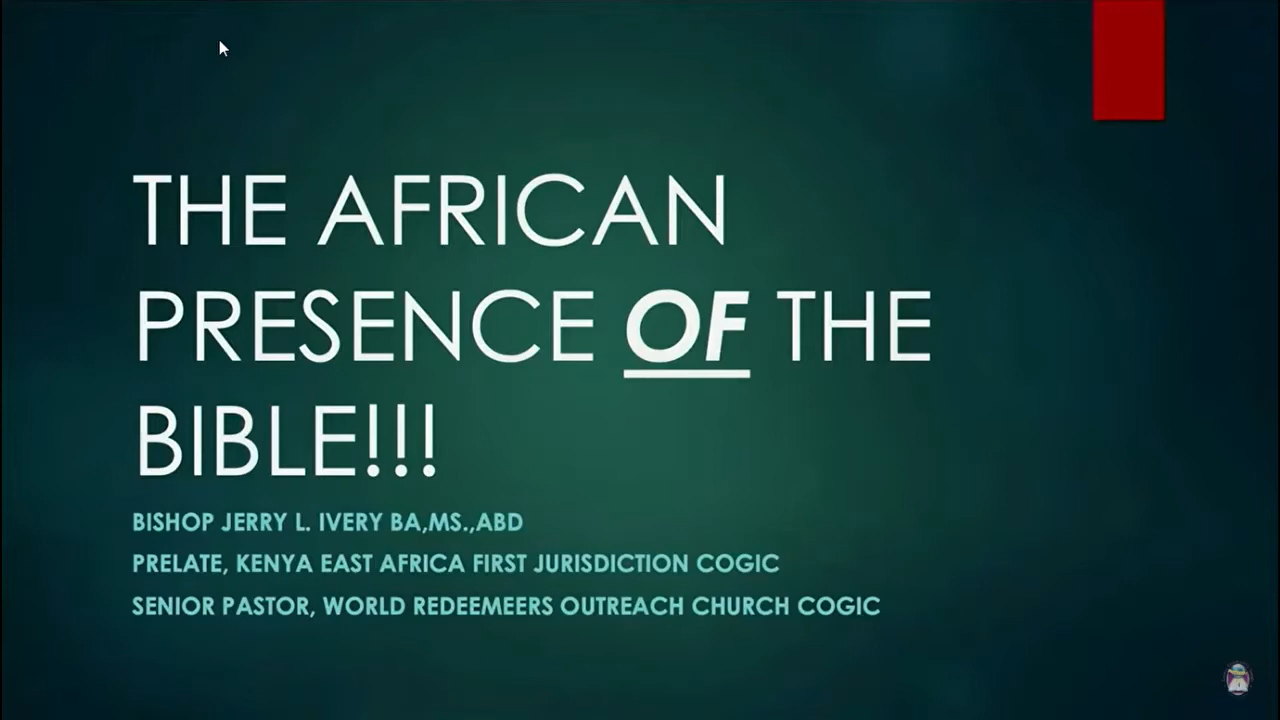 THE AFRICAN
PRESENCE OF THE
BIBLE!!!
BISHOP JERRY L. IVERY BA,MS.,ABD
PRELATE, KENYA EAST AFRICA FIRST JURISDICTION COGIC
SENIOR PASTOR, WORLD REDEEMEERS OUTREACH CHURCH COGIC